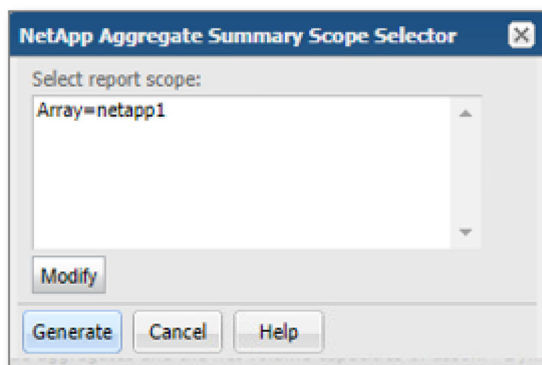 NetApp Aggregate Summary Scope Selector
Select report scope:
Array=netapp1
Modify
Generate Cancel Help